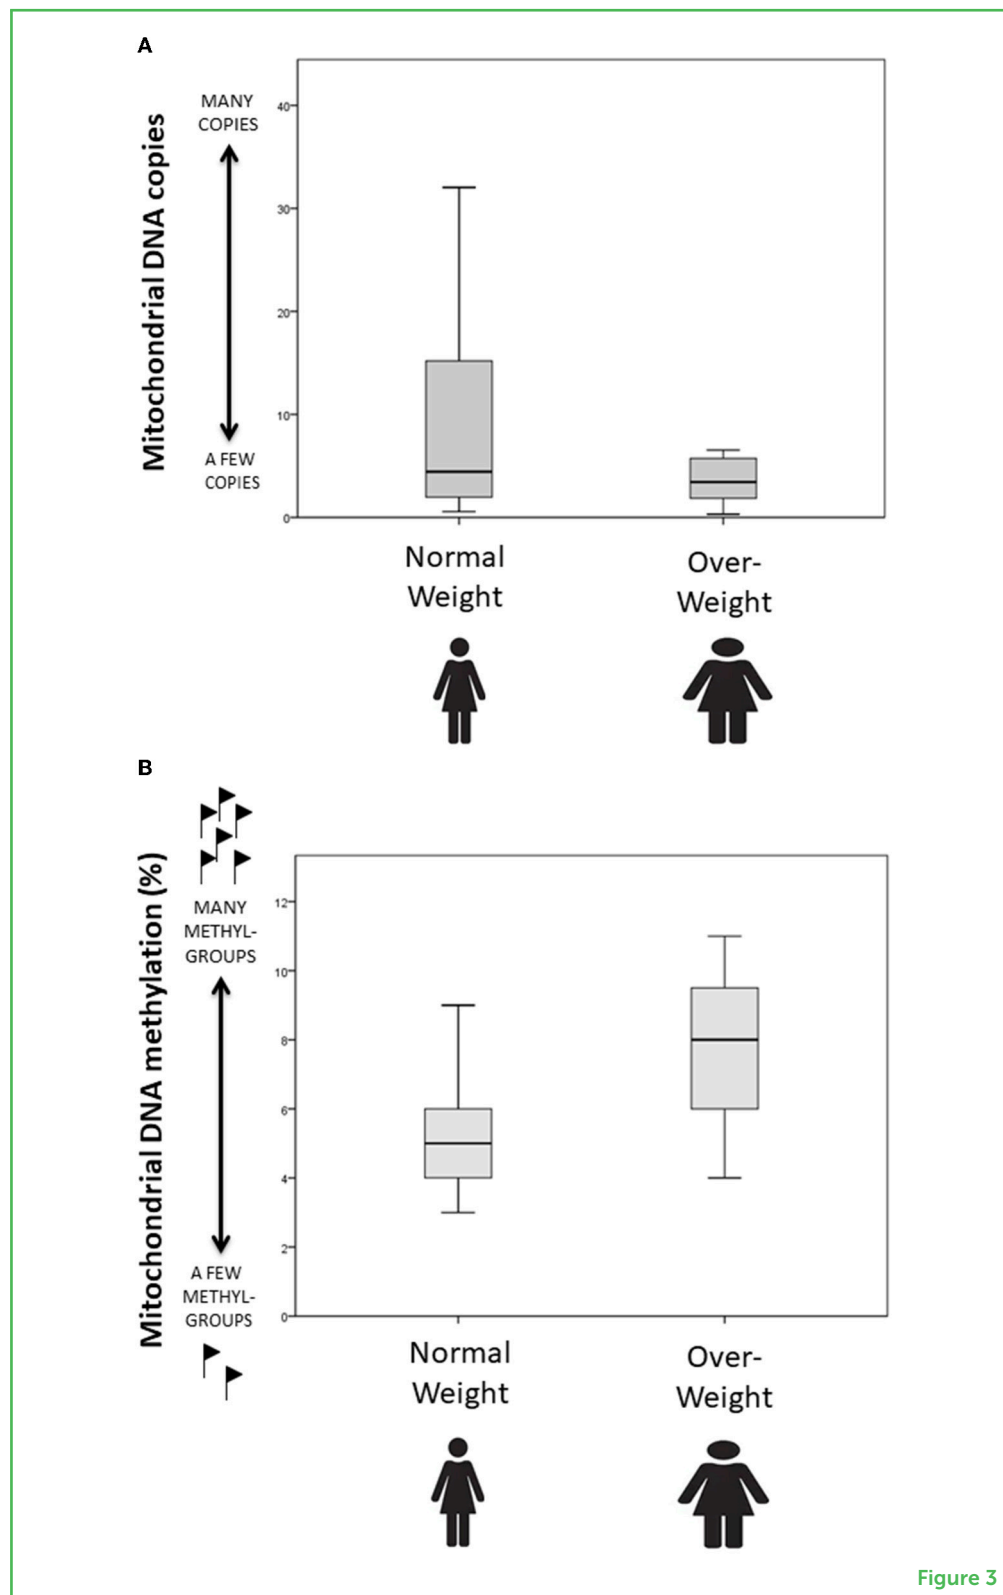 A
Mitochondrial DNA copies
MANY
COPIES
A FEW
COPIES
40
30
20
10
0
Normal
Weight
Over-
Weight
B
Mitochondrial DNA methylation (%)
MANY
METHYL-
GROUPS
A FEW
METHYL-
GROUPS
12
10
8
6
4
2
0
Normal
Weight
Over-
Weight
Figure 3